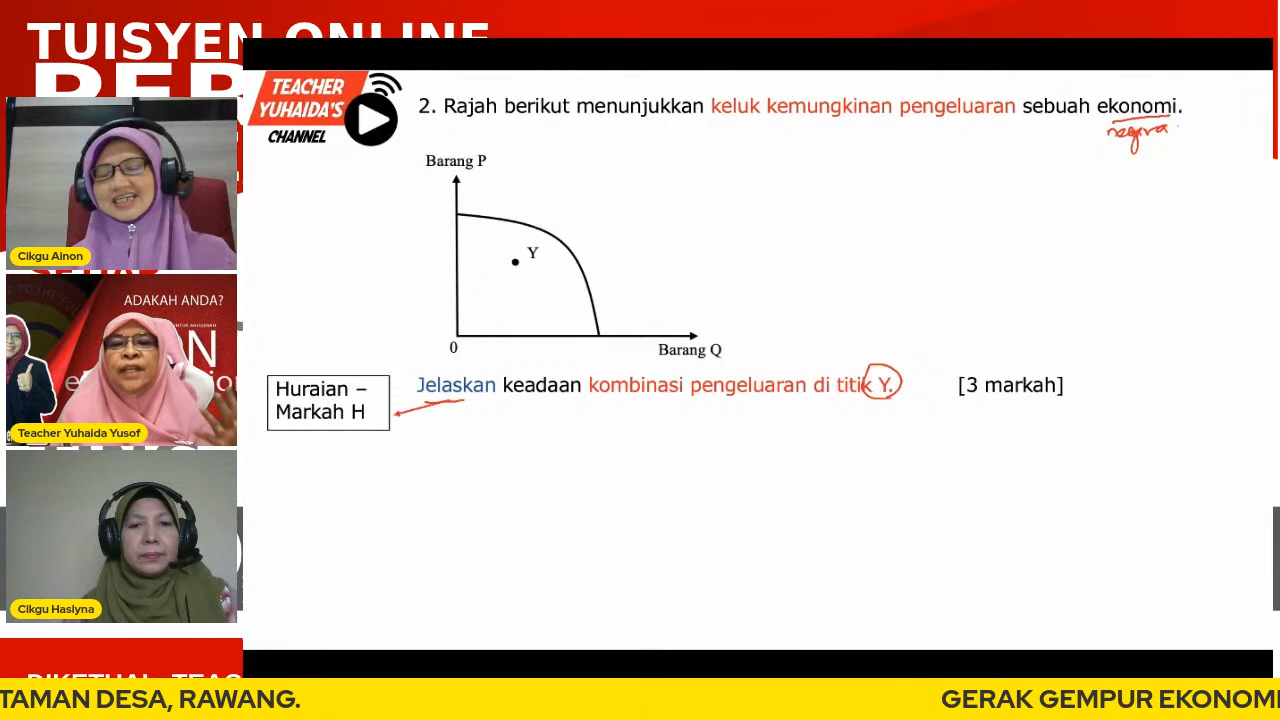 TUISYEN ONLINE
TEACHER
YUHAIDA'S
CHANNEL
2. Rajah berikut menunjukkan keluk kemungkinan pengeluaran sebuah ekonomi.
negara
Barang P
Y
0
Barang Q
Huraian –
Markah H
Jelaskan keadaan kombinasi pengeluaran di titik Y.
[3 markah]
Cikgu Ainon
ADAKAH ANDA?
Teacher Yuhaida Yusof
Cikgu Haslyna
TAMAN DESA, RAWANG.
GERAK GEMPUR EKONOMI